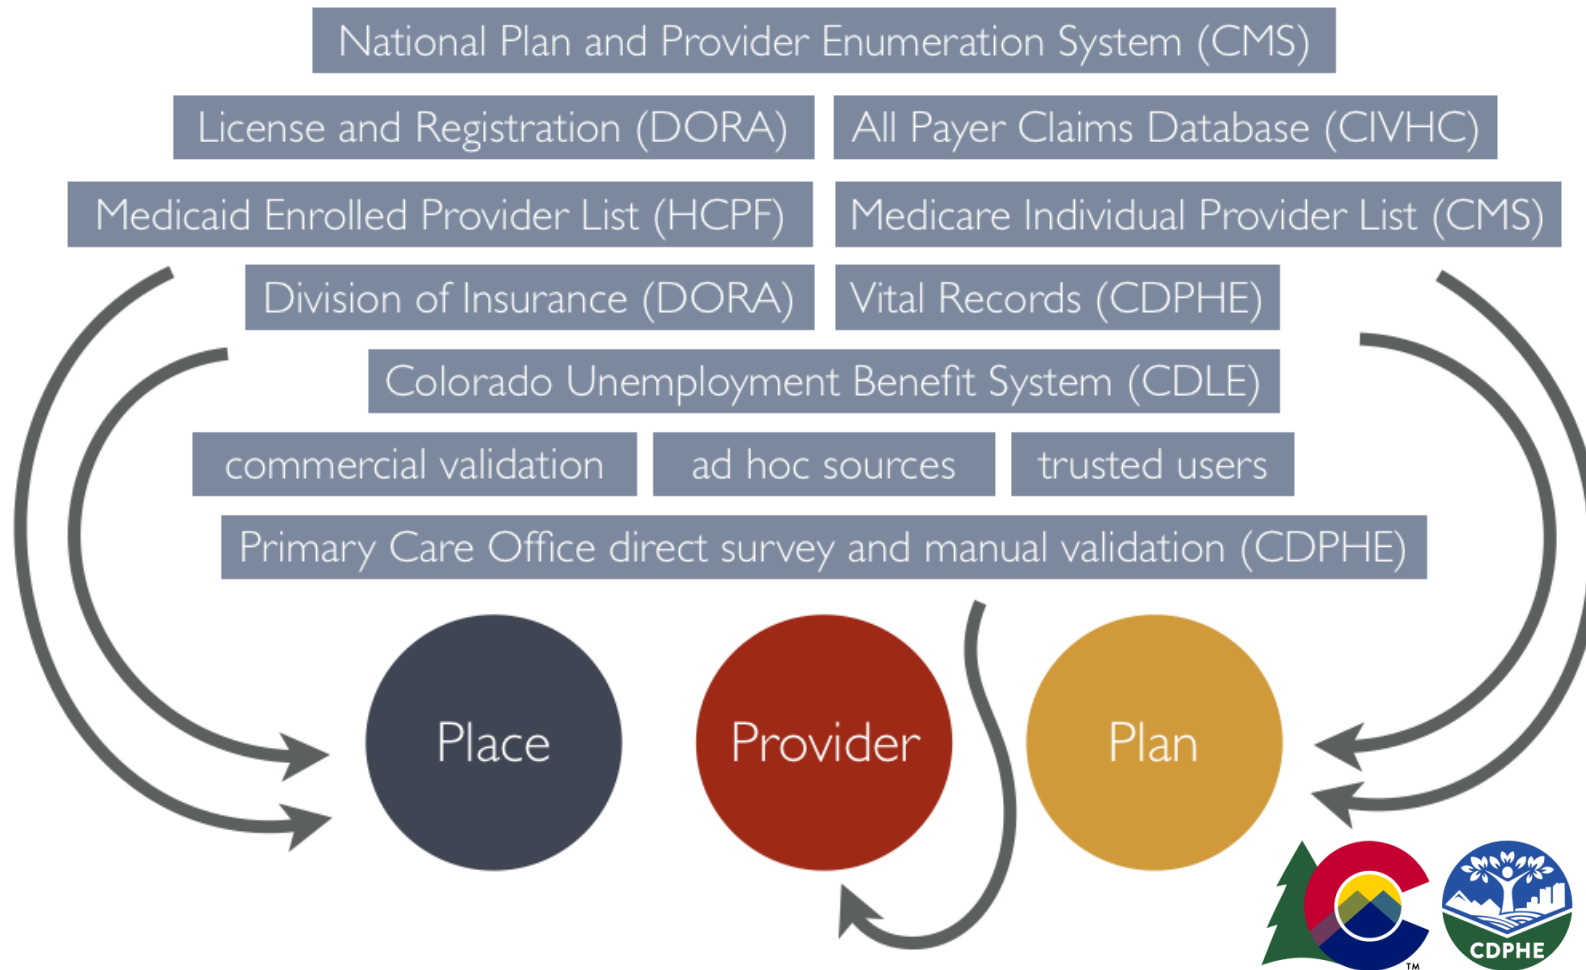 National Plan and Provider Enumeration System (CMS)
License and Registration (DORA)
All Payer Claims Database (CIVHC)
Medicaid Enrolled Provider List (HCPF)
Medicare Individual Provider List (CMS)
Division of Insurance (DORA)
Vital Records (CDPHE)
Colorado Unemployment Benefit System (CDLE)
commercial validation
ad hoc sources
trusted users
Primary Care Office direct survey and manual validation (CDPHE)
Place
Provider
Plan
TM
CDPHE